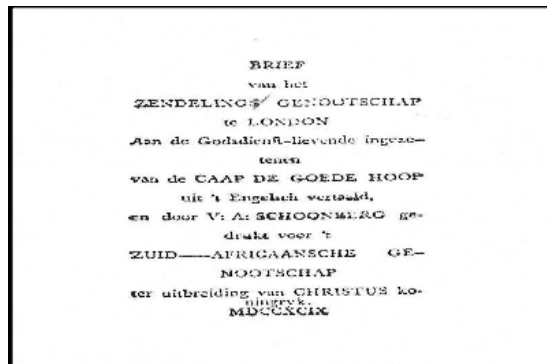 BRIEF
van het
ZENDELING GENOOTSCHAP
te LONDON
Aan de Godsdienst-lievende ingeze-
tenen
van de CAAP DE GOEDE HOOP
uit 't Engelsch vertaald,
en door V: A: SCHOONBERG ge-
drukt voor 't
ZUID——AFRICAANSCHE GE-
NOOTSCHAP
ter uitbreiding van CHRISTUS ko-
ningryk.
MDCCXCIX